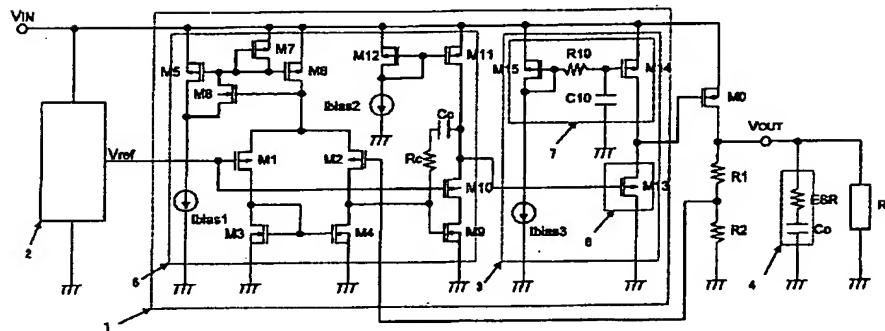 VIN
M7
M12
M11
M5
M6
M15
R10
M14
M8
Ibias2
M0
Cc
C10
VOUT
Vref
M1
M2
Rc
7
M10
M13
R1
ESR
R
Ibias1
M3
M4
M9
Ibias3
6
R2
Co
2
5
3
4
1